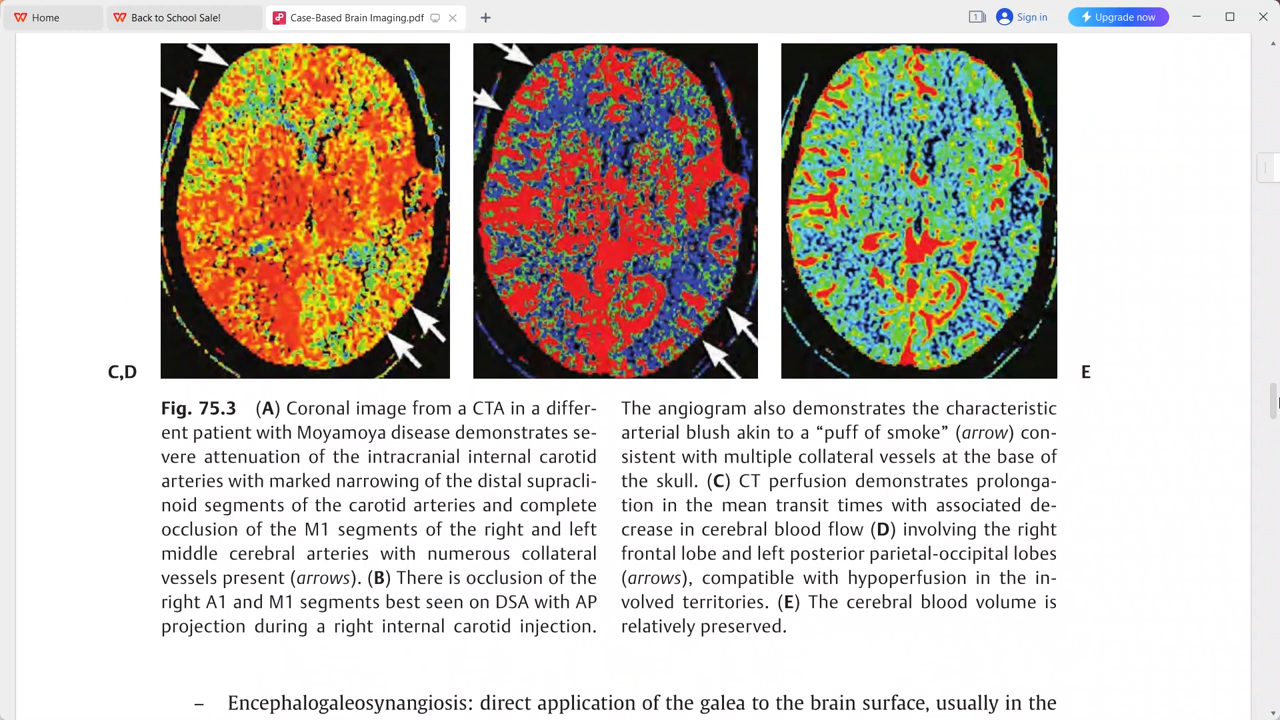 Home
Back to School Sale!
Case-Based Brain Imaging.pdf
1
Sign in
Upgrade now
C,D
E
Fig. 75.3 (A) Coronal image from a CTA in a differ-
ent patient with Moyamoya disease demonstrates se-
vere attenuation of the intracranial internal carotid
arteries with marked narrowing of the distal supracli-
noid segments of the carotid arteries and complete
occlusion of the M1 segments of the right and left
middle cerebral arteries with numerous collateral
vessels present (arrows). (B) There is occlusion of the
right A1 and M1 segments best seen on DSA with AP
projection during a right internal carotid injection.
The angiogram also demonstrates the characteristic
arterial blush akin to a “puff of smoke” (arrow) con-
sistent with multiple collateral vessels at the base of
the skull. (C) CT perfusion demonstrates prolonga-
tion in the mean transit times with associated de-
crease in cerebral blood flow (D) involving the right
frontal lobe and left posterior parietal-occipital lobes
(arrows), compatible with hypoperfusion in the in-
volved territories. (E) The cerebral blood volume is
relatively preserved.
– Encephalogaleosynangiosis: direct application of the galea to the brain surface, usually in the